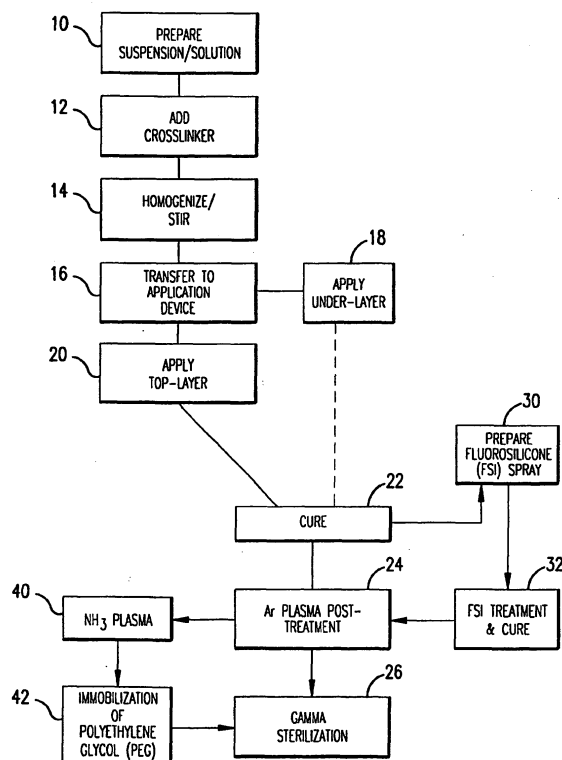 10
PREPARE
SUSPENSION/SOLUTION
12
ADD
CROSSLINKER
14
HOMOGENIZE/
STIR
16
TRANSFER TO
APPLICATION
DEVICE
18
APPLY
UNDER-LAYER
20
APPLY
TOP-LAYER
30
PREPARE
FLUOROSILICONE
(FSI) SPRAY
22
CURE
24
Ar PLASMA POST-
TREATMENT
32
FSI TREATMENT
& CURE
40
NH3 PLASMA
42
IMMOBILIZATION
OF
POLYETHYLENE
GLYCOL (PEG)
26
GAMMA
STERILIZATION